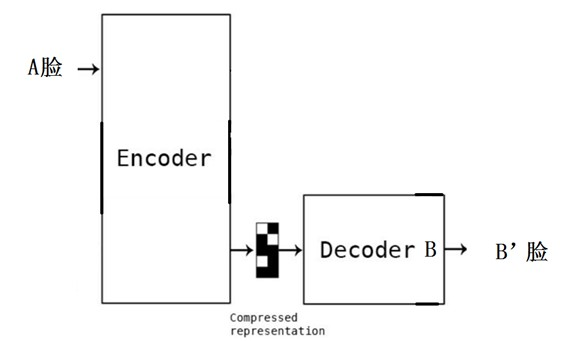 A脸
Encoder
Decoder B
B’脸
Compressed
representation